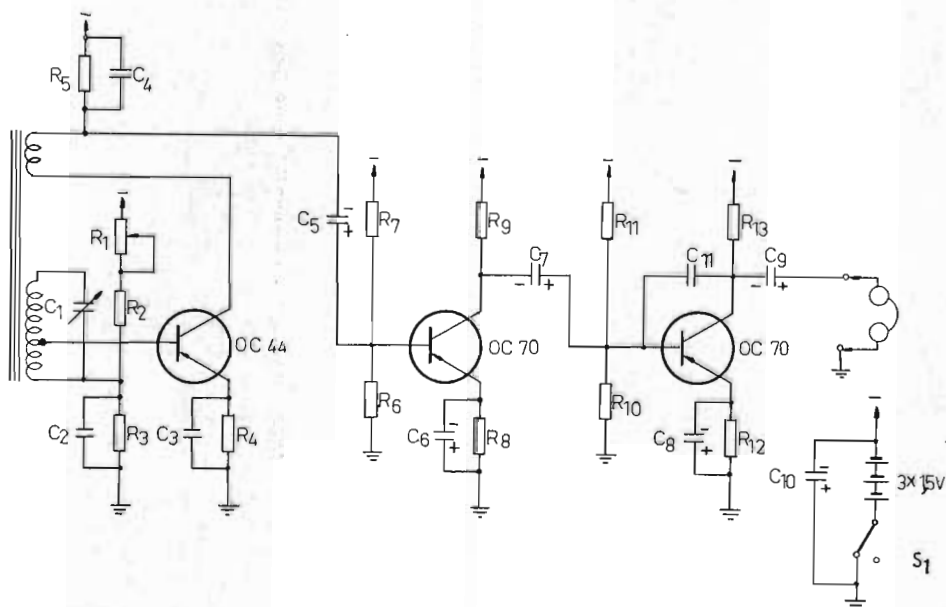 R5
C4
R1
C1
R2
OC 44
C2
R3
C3
R4
C5
R7
R9
C7
OC 70
R6
C6
R8
R11
R13
C11
C9
OC 70
R10
C8
R12
C10
3×1,5V
S1